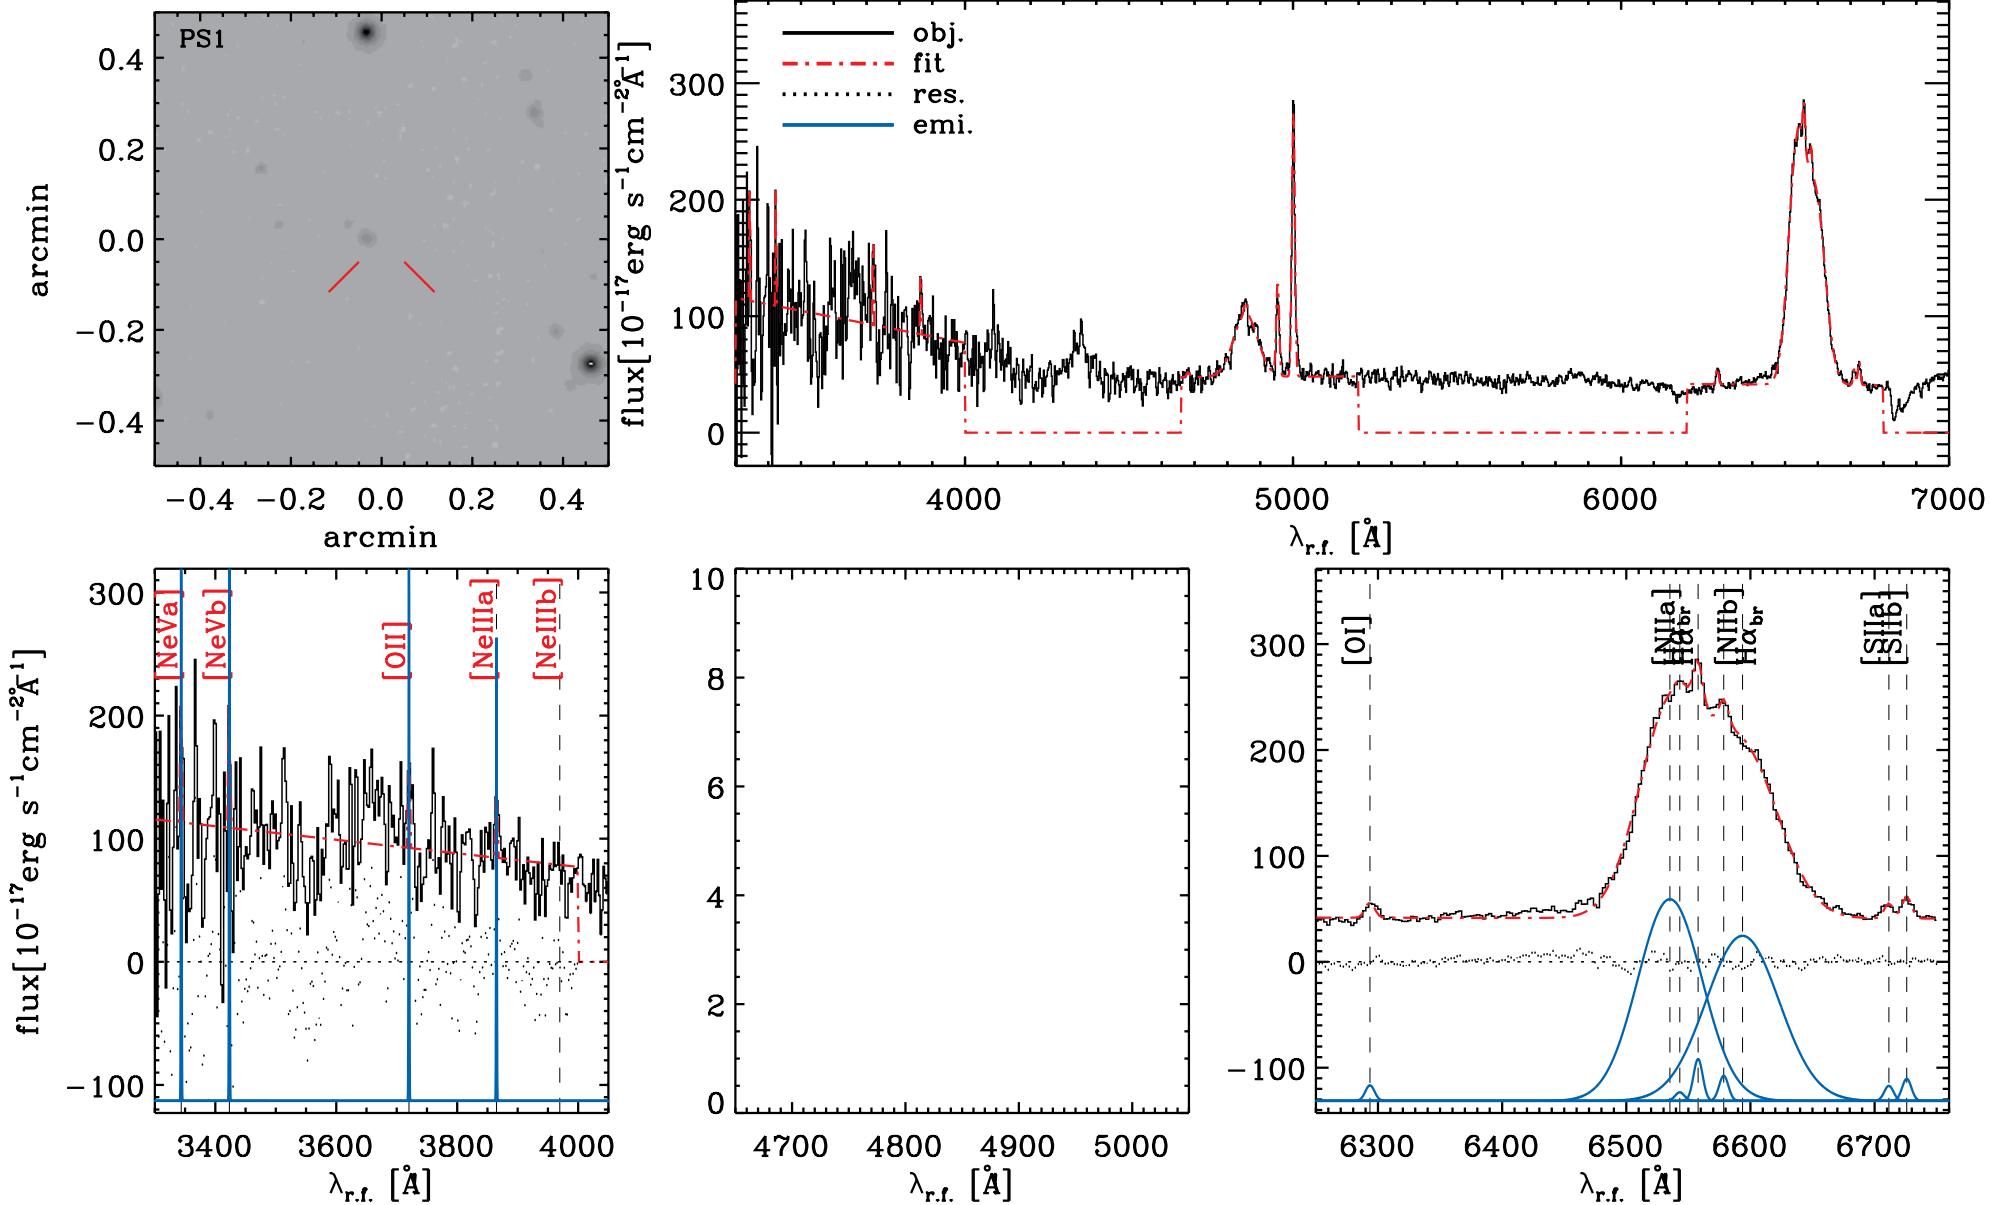 PS1
0.4
0.2
0.0
−0.2
−0.4
arcmin
−0.4 −0.2 0.0 0.2 0.4
arcmin
obj.
fit
res.
emi.
300
200
100
0
flux[10⁻¹⁷erg s⁻¹cm⁻²Å⁻¹]
4000 5000 6000 7000
λr.f. [Å]
[NeVa]
[NeVb]
[OII]
[NeIIIa]
[NeIIIb]
300
200
100
0
−100
flux[10⁻¹⁷erg s⁻¹cm⁻²Å⁻¹]
3400 3600 3800 4000
λr.f. [Å]
10
8
6
4
2
0
4700 4800 4900 5000
λr.f. [Å]
[OI]
[NIIa]
Hαbr
[NIIb]
Hαbr
[SIIa]
[SIIb]
300
200
100
0
−100
6300 6400 6500 6600 6700
λr.f. [Å]